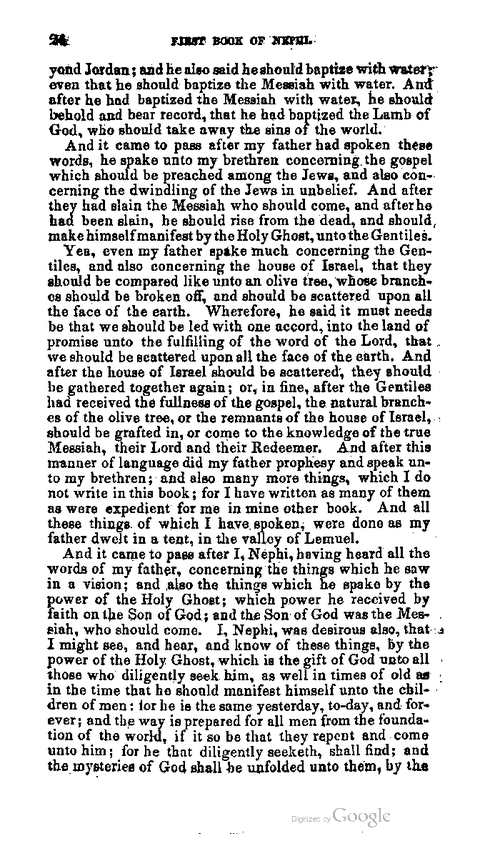 24 FIRST BOOK OF NEPHI.
yond Jordan; and he also said he should baptize with water;
even that he should baptize the Messiah with water. And
after he had baptized the Messiah with water, he should
behold and bear record, that he had baptized the Lamb of
God, who should take away the sins of the world.
And it came to pass after my father had spoken these
words, he spake unto my brethren concerning the gospel
which should be preached among the Jews, and also con-
cerning the dwindling of the Jews in unbelief. And after
they had slain the Messiah who should come, and after he
had been slain, he should rise from the dead, and should
make himself manifest by the Holy Ghost, unto the Gentiles.
Yea, even my father spake much concerning the Gen-
tiles, and also concerning the house of Israel, that they
should be compared like unto an olive tree, whose branch-
es should be broken off, and should be scattered upon all
the face of the earth. Wherefore, he said it must needs
be that we should be led with one accord, into the land of
promise unto the fulfilling of the word of the Lord, that
we should be scattered upon all the face of the earth. And
after the house of Israel should be scattered, they should
be gathered together again; or, in fine, after the Gentiles
had received the fullness of the gospel, the natural branch-
es of the olive tree, or the remnants of the house of Israel,
should be grafted in, or come to the knowledge of the true
Messiah, their Lord and their Redeemer. And after this
manner of language did my father prophesy and speak un-
to my brethren; and also many more things, which I do
not write in this book; for I have written as many of them
as were expedient for me in mine other book. And all
these things of which I have spoken, were done as my
father dwelt in a tent, in the valley of Lemuel.
And it came to pass after I, Nephi, having heard all the
words of my father, concerning the things which he saw
in a vision; and also the things which he spake by the
power of the Holy Ghost; which power he received by
faith on the Son of God; and the Son of God was the Mes-
siah, who should come. I, Nephi, was desirous also, that
I might see, and hear, and know of these things, by the
power of the Holy Ghost, which is the gift of God unto all
those who diligently seek him, as well in times of old as
in the time that he should manifest himself unto the chil-
dren of men: for he is the same yesterday, to-day, and for-
ever; and the way is prepared for all men from the founda-
tion of the world, if it so be that they repent and come
unto him; for he that diligently seeketh, shall find; and
the mysteries of God shall be unfolded unto them, by the
Digitized by Google